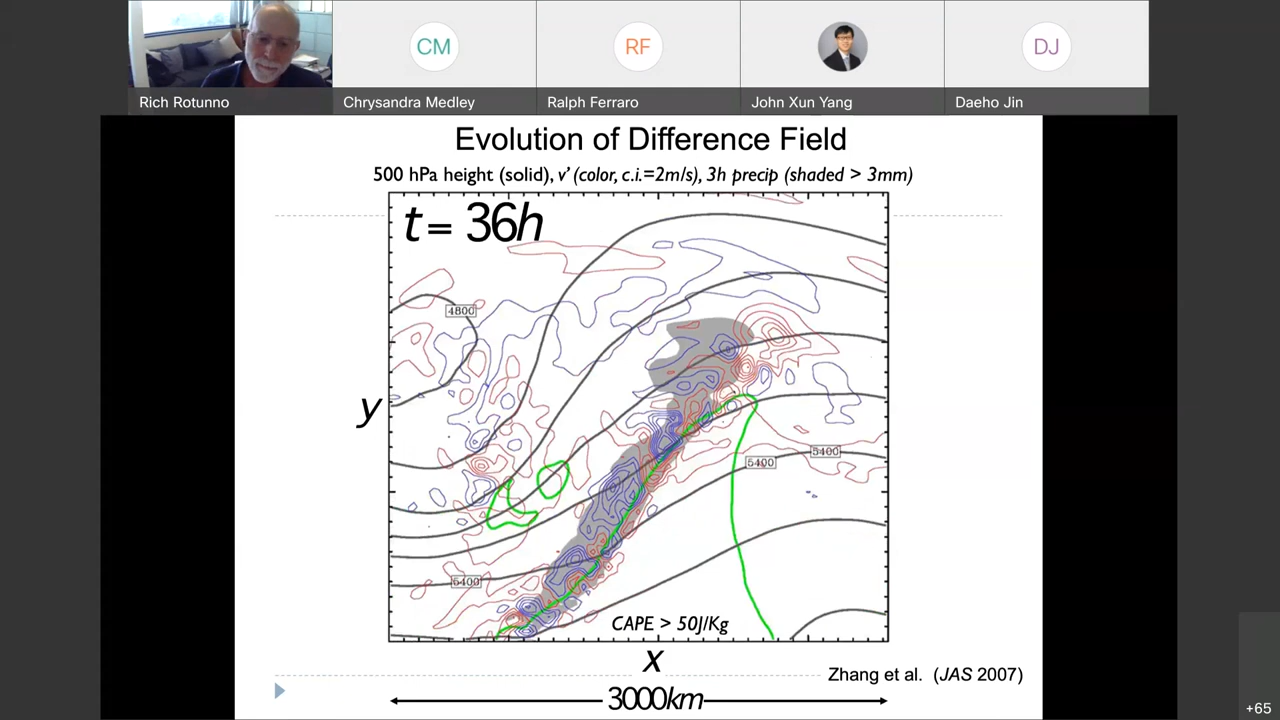 CM
RF
DJ
Rich Rotunno
Chrysandra Medley
Ralph Ferraro
John Xun Yang
Daeho Jin
Evolution of Difference Field
500 hPa height (solid), v' (color, c.i.=2m/s), 3h precip (shaded > 3mm)
t = 36h
4800
y
5400
5400
5400
CAPE > 50J/Kg
x
Zhang et al. (JAS 2007)
3000km
+65